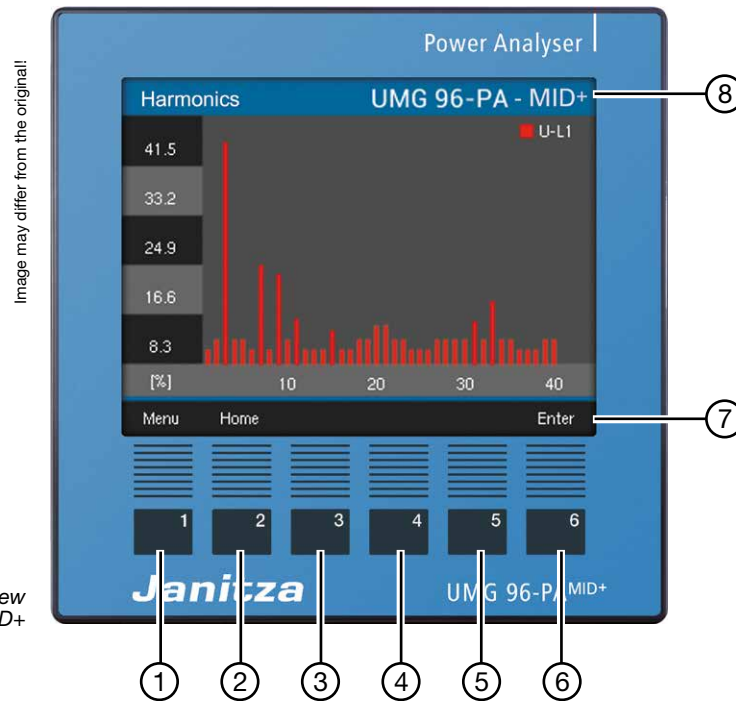 Power Analyser
Image may differ from the original!
Harmonics UMG 96-PA - MID+
8
U-L1
41.5
33.2
24.9
16.6
8.3
[%] 10 20 30 40
Menu Home Enter
7
1 2 3 4 5 6
Janitza UMG 96-PA MID+
ew
D+
1 2 3 4 5 6